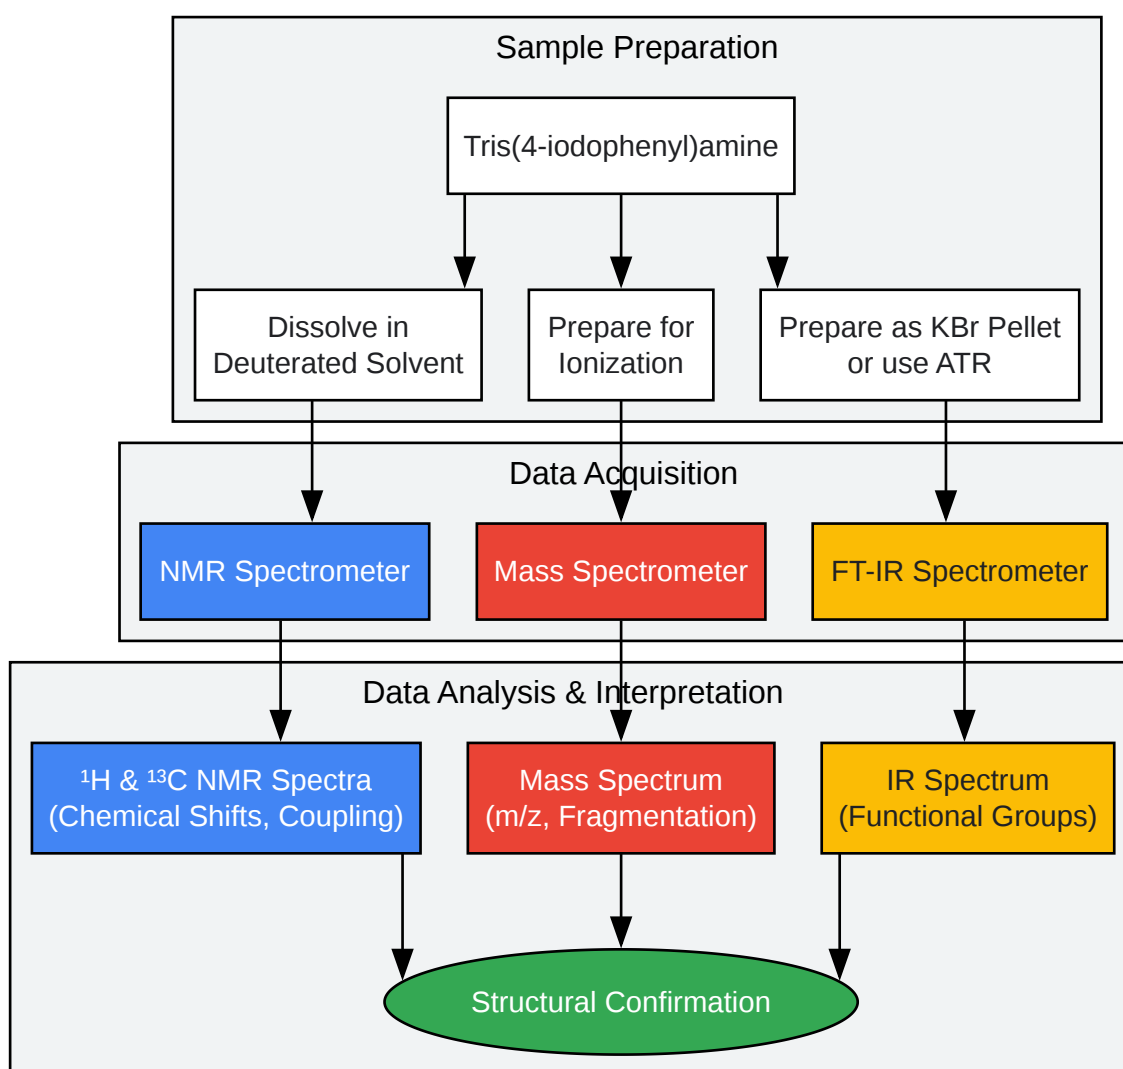 Sample Preparation
Tris(4-iodophenyl)amine
Dissolve in
Deuterated Solvent
Prepare for
Ionization
Prepare as KBr Pellet
or use ATR
Data Acquisition
NMR Spectrometer
Mass Spectrometer
FT-IR Spectrometer
Data Analysis & Interpretation
¹H & ¹³C NMR Spectra
(Chemical Shifts, Coupling)
Mass Spectrum
(m/z, Fragmentation)
IR Spectrum
(Functional Groups)
Structural Confirmation